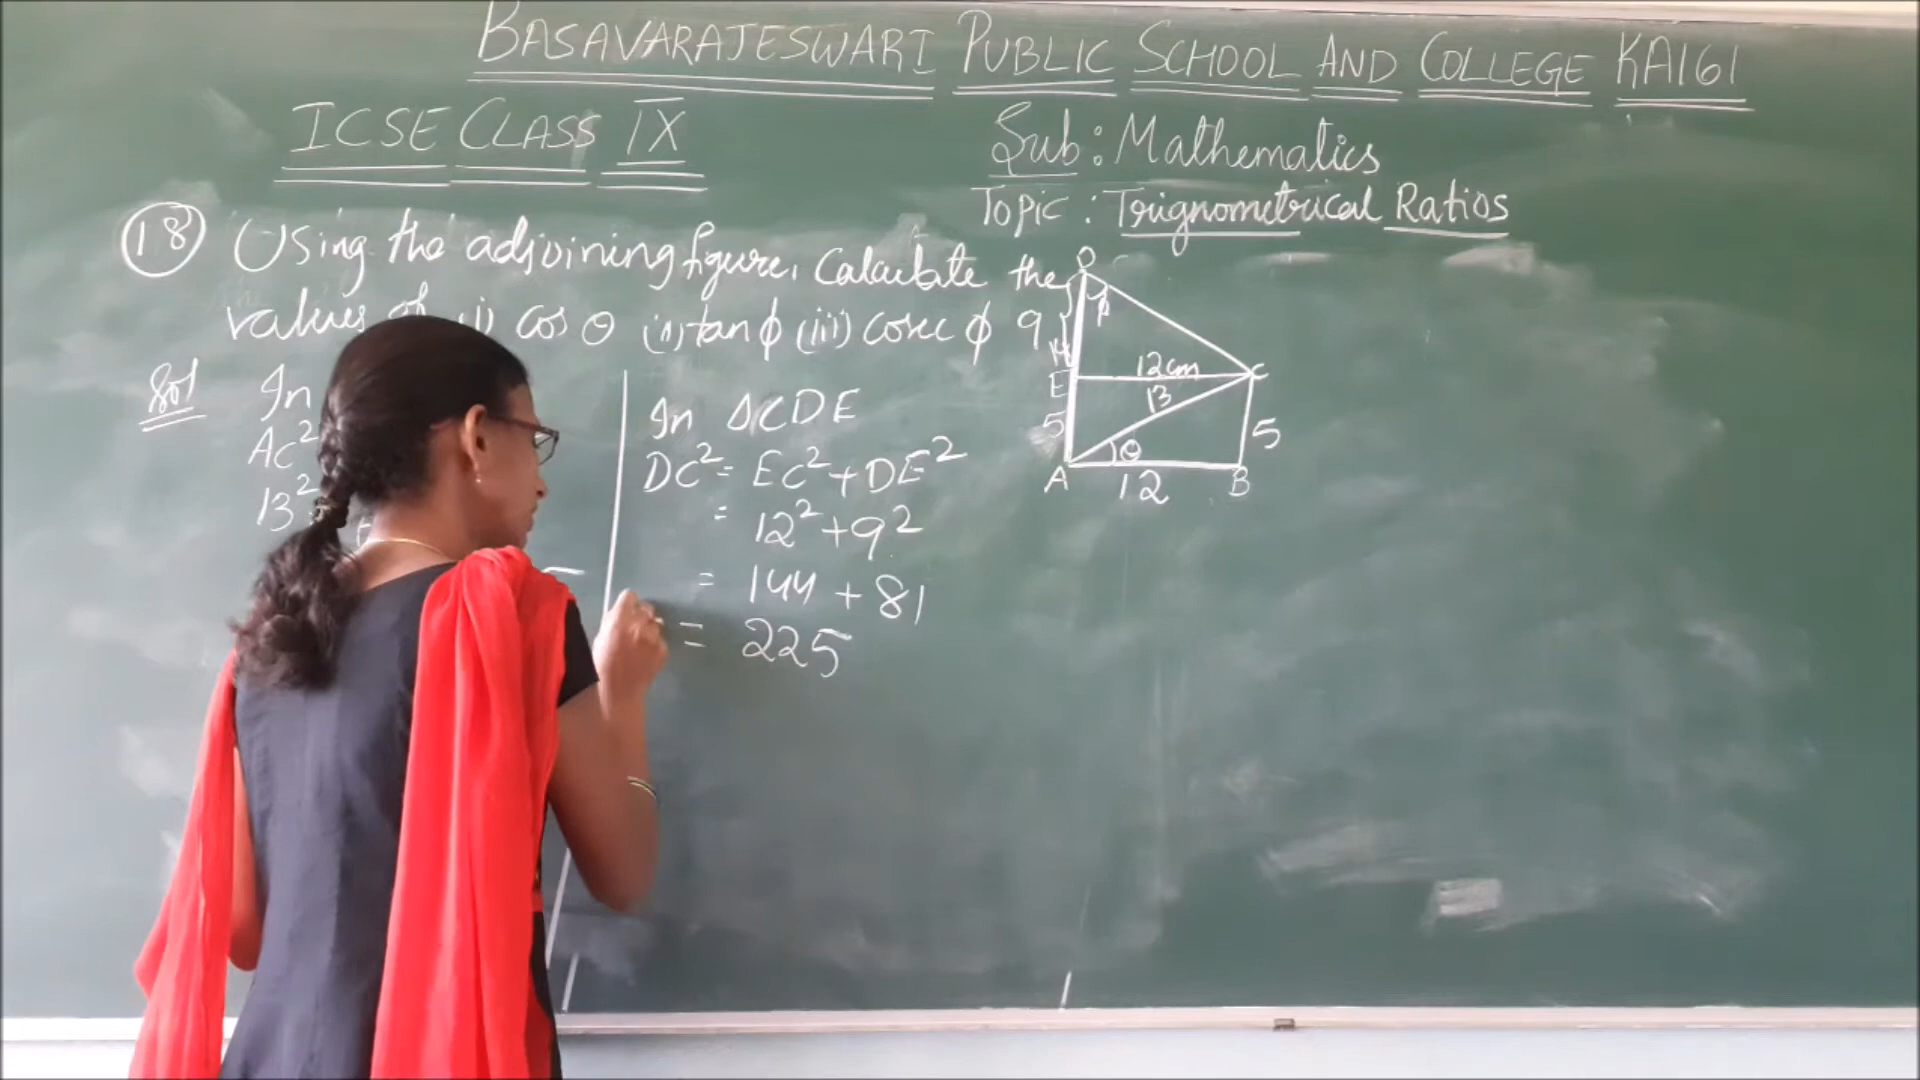 BASAVARAJESWARI PUBLIC SCHOOL AND COLLEGE KAIGI
ICSE CLASS IX
Sub: Mathematics
Topic: Trignometrical Ratios
18 Using the adjoining figure, Calculate the
values of (i) cos θ (ii) tan ϕ (iii) cosec ϕ
Sol In
AC²
13²
In ΔCDE
DC² = EC² + DE²
= 12² + 9²
= 144 + 81
= 225
D
9
12cm
E
C
13
5
5
θ
A
12
B